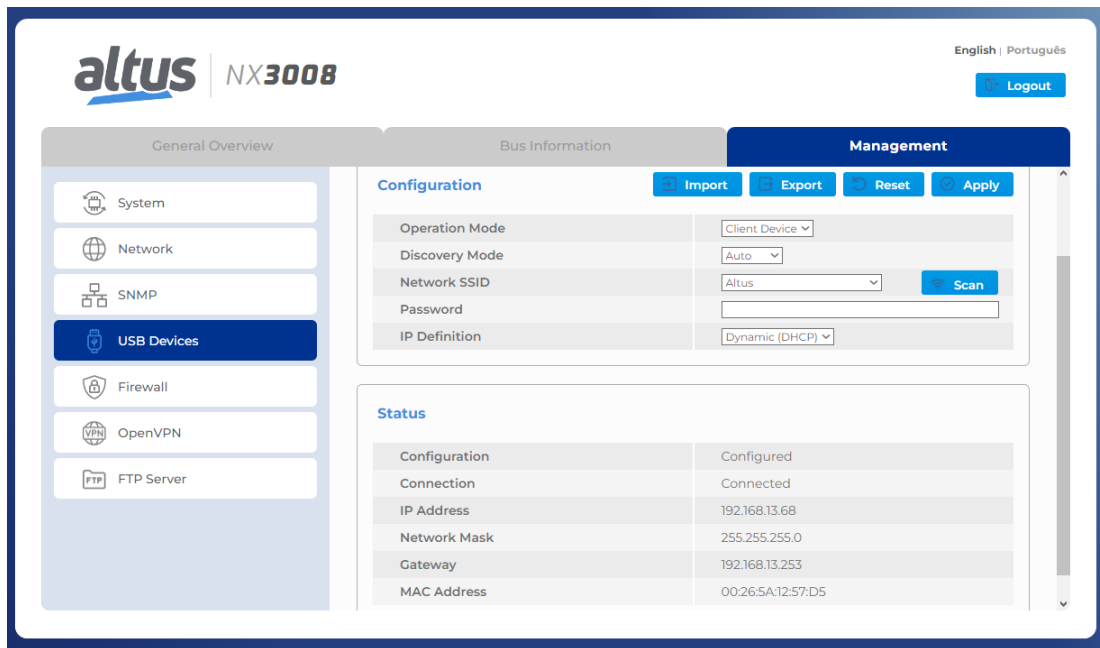 English | Português
altus NX3008
Logout
General Overview Bus Information Management
System
Network
SNMP
USB Devices
Firewall
VPN OpenVPN
FTP FTP Server
Configuration Import Export Reset Apply
Operation Mode Client Device
Discovery Mode Auto
Network SSID Altus Scan
Password
IP Definition Dynamic (DHCP)
Status
Configuration Configured
Connection Connected
IP Address 192.168.13.68
Network Mask 255.255.255.0
Gateway 192.168.13.253
MAC Address 00:26:5A:12:57:D5